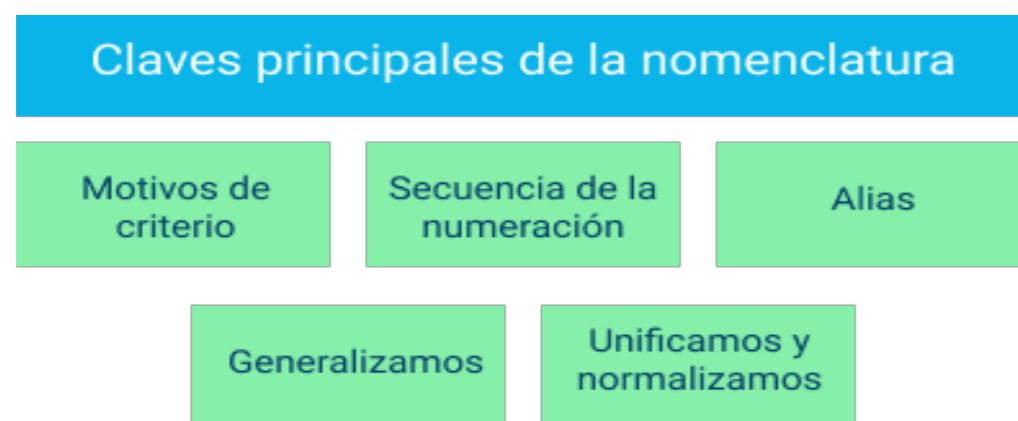 Claves principales de la nomenclatura
Motivos de
criterio
Secuencia de la
numeración
Alias
Generalizamos
Unificamos y
normalizamos